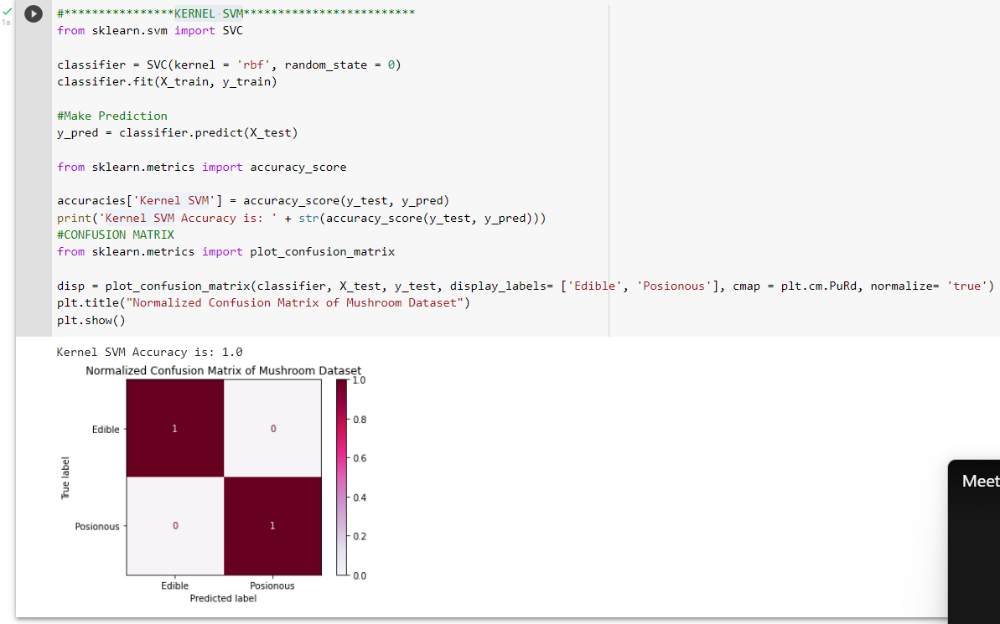 #****************KERNEL SVM*************************
1s
from sklearn.svm import SVC
classifier = SVC(kernel = 'rbf', random_state = 0)
classifier.fit(X_train, y_train)
#Make Prediction
y_pred = classifier.predict(X_test)
from sklearn.metrics import accuracy_score
accuracies['Kernel SVM'] = accuracy_score(y_test, y_pred)
print('Kernel SVM Accuracy is: ' + str(accuracy_score(y_test, y_pred)))
#CONFUSION MATRIX
from sklearn.metrics import plot_confusion_matrix
disp = plot_confusion_matrix(classifier, X_test, y_test, display_labels= ['Edible', 'Posionous'], cmap = plt.cm.PuRd, normalize= 'true')
plt.title("Normalized Confusion Matrix of Mushroom Dataset")
plt.show()
Kernel SVM Accuracy is: 1.0
Normalized Confusion Matrix of Mushroom Dataset
1.0
0.8
Edible 1 0
0.6
True label
Meet
0.4
Posionous 0 1
0.2
0.0
Edible Posionous
Predicted label